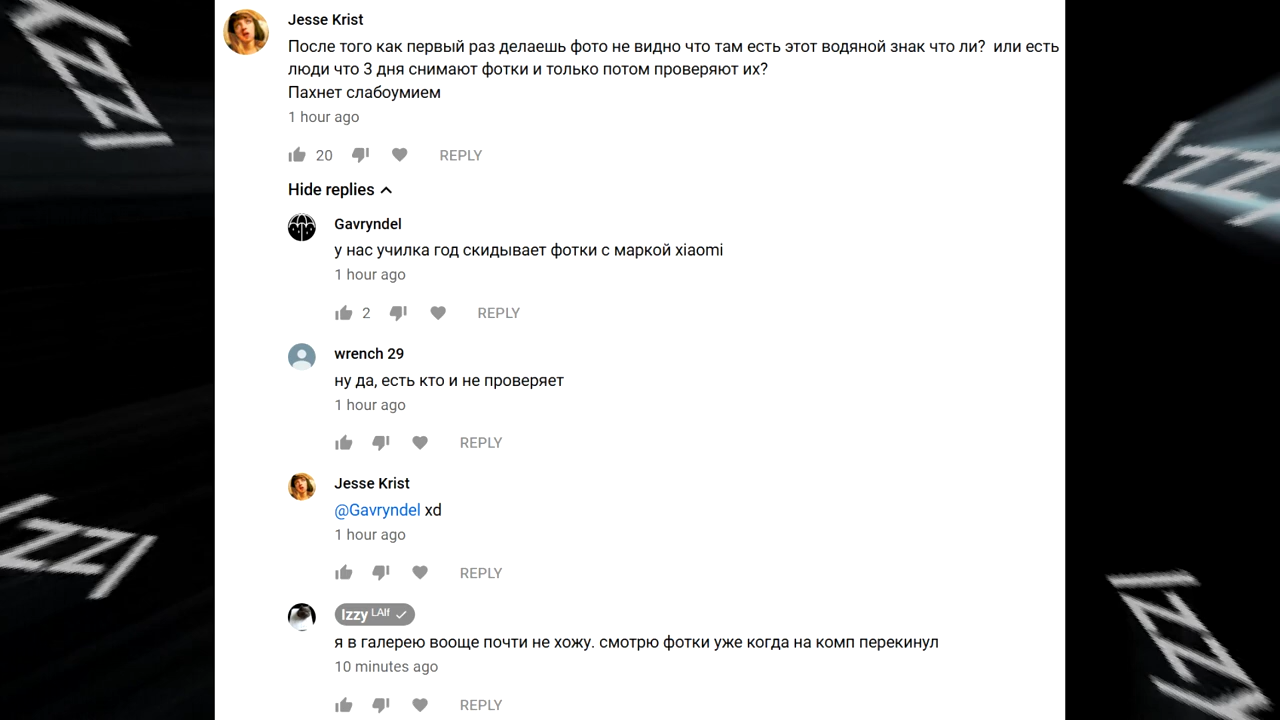 Jesse Krist
После того как первый раз делаешь фото не видно что там есть этот водяной знак что ли?  или есть
люди что 3 дня снимают фотки и только потом проверяют их?
Пахнет слабоумием
1 hour ago
20 REPLY
Hide replies
Gavryndel
у нас училка год скидывает фотки с маркой xiaomi
1 hour ago
2 REPLY
wrench 29
ну да, есть кто и не проверяет
1 hour ago
REPLY
Jesse Krist
@Gavryndel xd
1 hour ago
REPLY
Izzy LAlf
я в галерею вооще почти не хожу. смотрю фотки уже когда на комп перекинул
10 minutes ago
REPLY
IZZI
IZZI
IZZI
IZZI